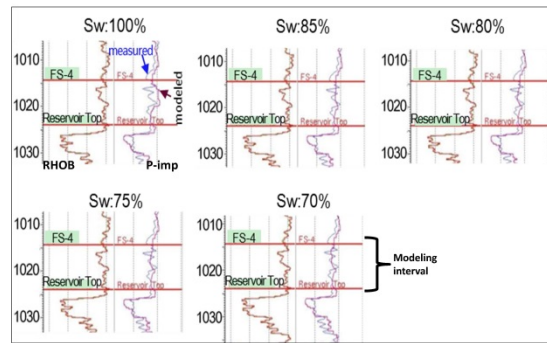 Sw:100%
Sw:85%
Sw:80%
1010
1020
1030
measured
FS-4
FS-4
modeled
Reservoir Top
Reservoir Top
RHOB
P-imp
1010
1020
1030
FS-4
FS-4
Reservoir Top
Reservoir Top
1010
1020
1030
FS-4
FS-4
Reservoir Top
Reservoir Top
Sw:75%
Sw:70%
1010
1020
1030
FS-4
FS-4
Reservoir Top
Reservoir Top
1010
1020
1030
FS-4
FS-4
Reservoir Top
Reservoir Top
Modeling
interval